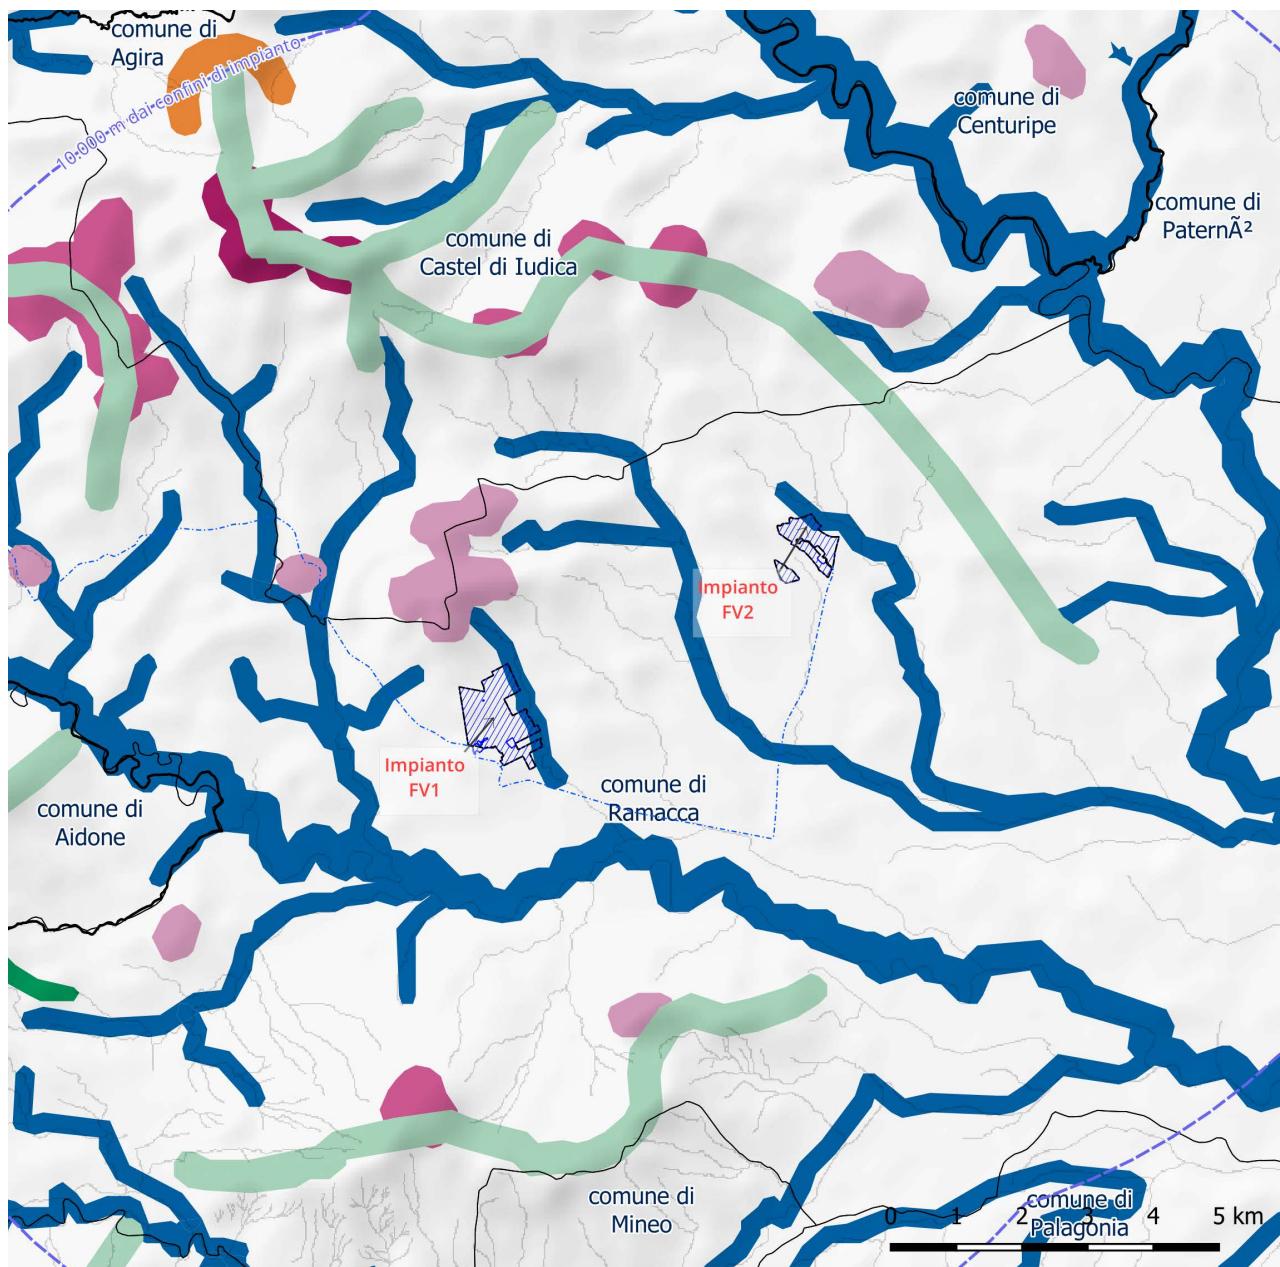 comune di
Agira
10.000 m dai confini di impianto
comune di
Centuripe
comune di
PaternÃ²
comune di
Castel di Iudica
Impianto
FV2
Impianto
FV1
comune di
Ramacca
comune di
Aidone
comune di
Mineo
comune di
Palagonia
0 1 2 3 4 5 km